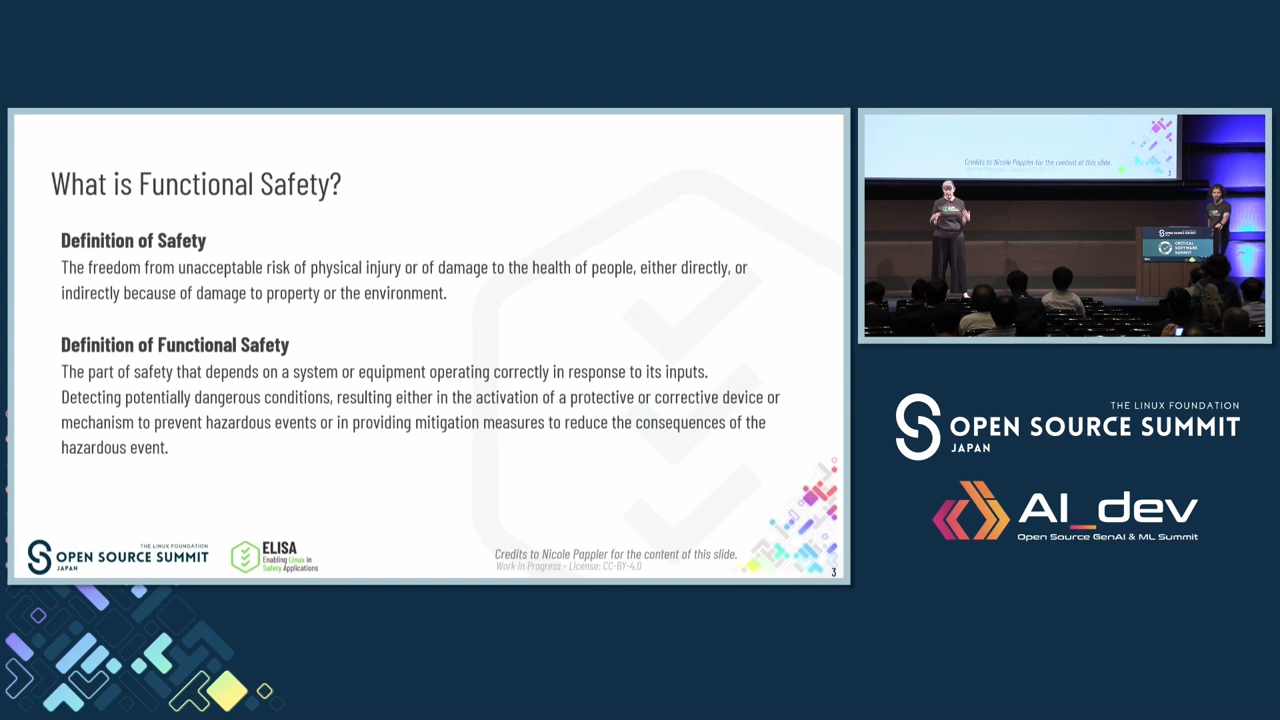 What is Functional Safety?
Definition of Safety
The freedom from unacceptable risk of physical injury or of damage to the health of people, either directly, or
indirectly because of damage to property or the environment.
Definition of Functional Safety
The part of safety that depends on a system or equipment operating correctly in response to its inputs.
Detecting potentially dangerous conditions, resulting either in the activation of a protective or corrective device or
mechanism to prevent hazardous events or in providing mitigation measures to reduce the consequences of the
hazardous event.
THE LINUX FOUNDATION
OPEN SOURCE SUMMIT
JAPAN
ELISA
Enabling Linux in
Safety Applications
Credits to Nicole Pappler for the content of this slide.
Work in Progress - License: CC-BY-4.0
3
Credits to Nicole Pappler for the content of this slide.
2
CRITICAL
SOFTWARE
SUMMIT
THE LINUX FOUNDATION
OPEN SOURCE SUMMIT
JAPAN
AI_dev
Open Source GenAI & ML Summit